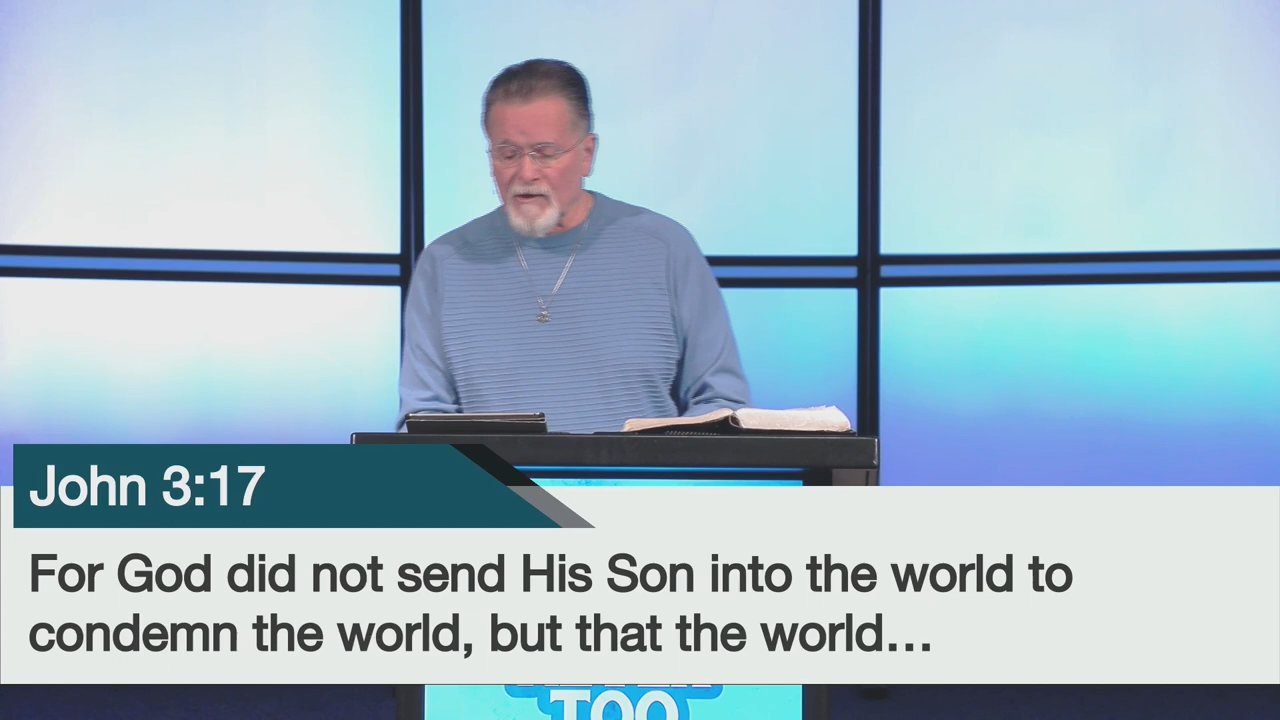 John 3:17
For God did not send His Son into the world to
condemn the world, but that the world…
TOO